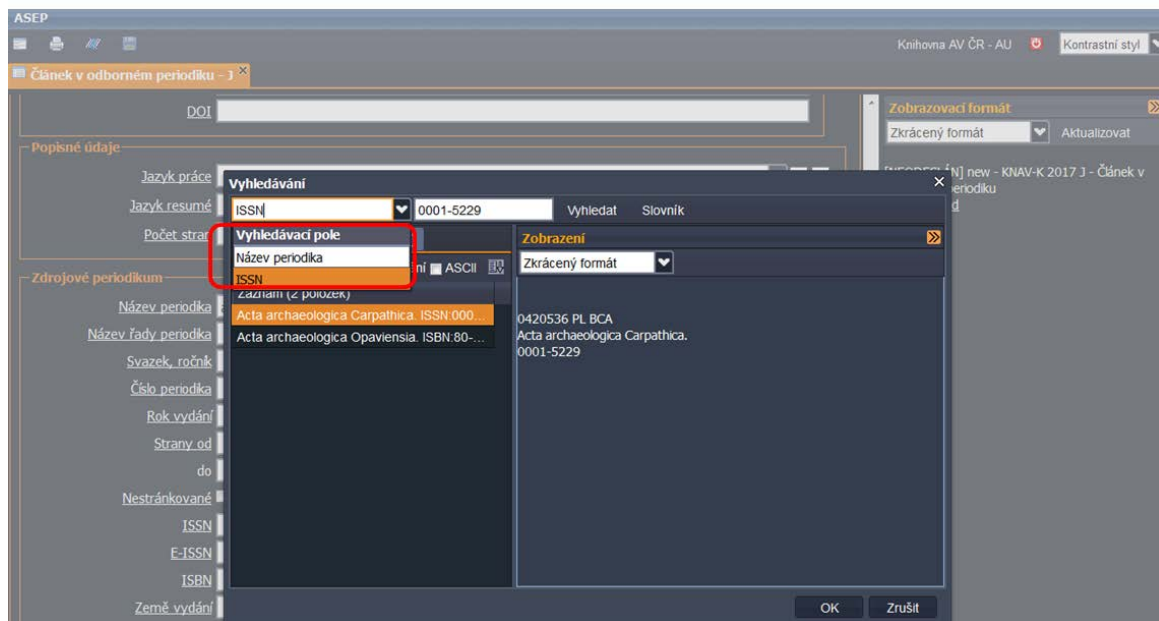 ASEP
Knihovna AV ČR - AU
Kontrastní styl
Článek v odborném periodiku - J
DOI
Popisné údaje
Jazyk práce
Jazyk resumé
Počet stran
Zdrojové periodikum
Název periodika
Název řady periodika
Svazek, ročník
Číslo periodika
Rok vydání
Strany od
do
Nestránkované
ISSN
E-ISSN
ISBN
Země vydání
Vyhledávání
ISSN 0001-5229 Vyhledat Slovník
Vyhledávací pole
Název periodika
ISSN
ní ASCII
Záznam (2 položek)
Acta archaeologica Carpathica. ISSN:000...
Acta archaeologica Opaviensia. ISBN:80-...
Zobrazení
Zkrácený formát
0420536 PL BCA
Acta archaeologica Carpathica.
0001-5229
OK Zrušit
Zobrazovací formát
Zkrácený formát Aktualizovat
new - KNAV-K 2017 J - Článek v